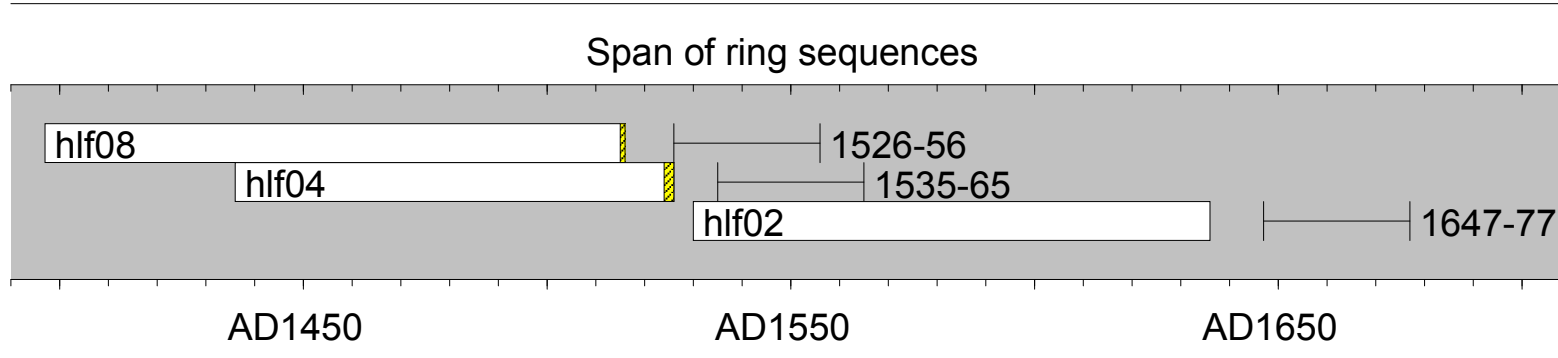 Span of ring sequences
hlf08 1526-56
hlf04 1535-65
hlf02 1647-77
AD1450 AD1550 AD1650